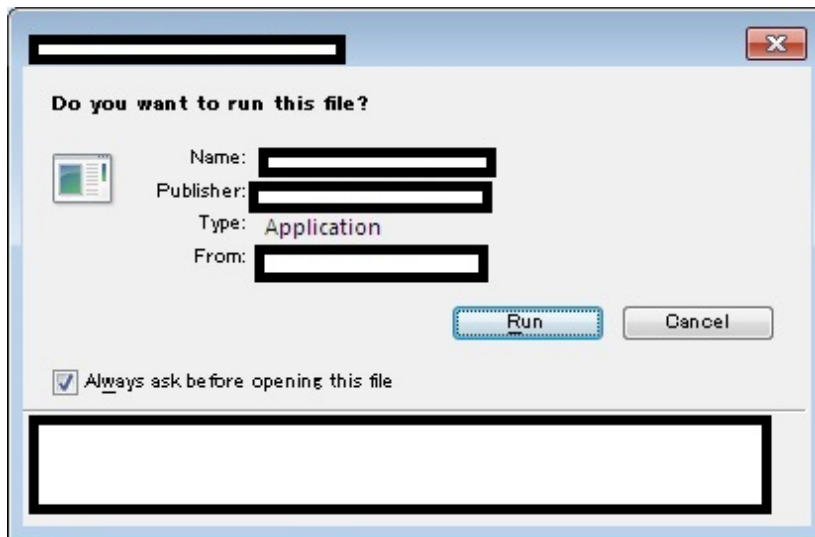 Do you want to run this file?
Name:
Publisher:
Type: Application
From:
Run Cancel
Always ask before opening this file